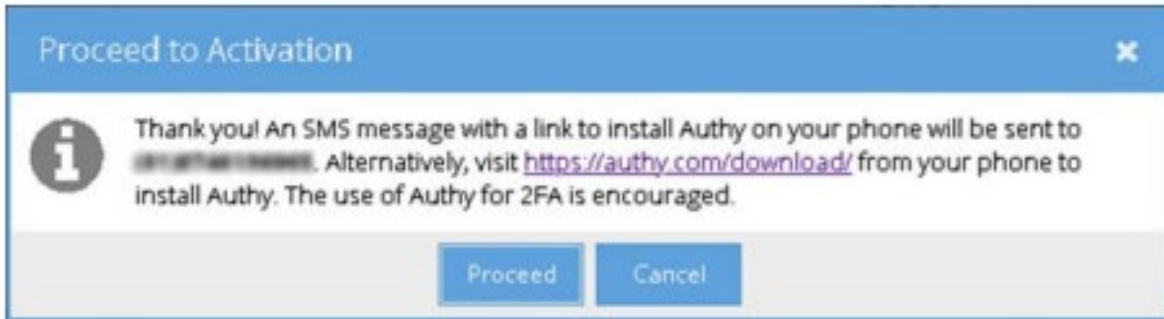 Proceed to Activation
Thank you! An SMS message with a link to install Authy on your phone will be sent to
. Alternatively, visit https://authy.com/download/ from your phone to
install Authy. The use of Authy for 2FA is encouraged.
Proceed
Cancel